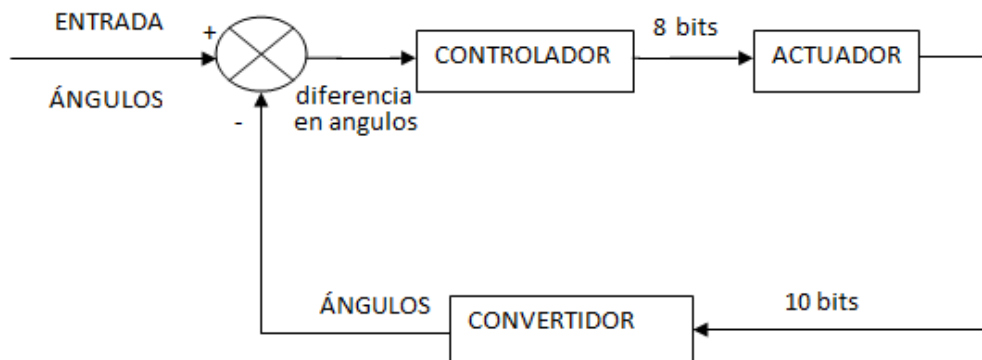 ENTRADA
+
8 bits
CONTROLADOR
ACTUADOR
ÁNGULOS
diferencia
en angulos
-
ÁNGULOS
10 bits
CONVERTIDOR